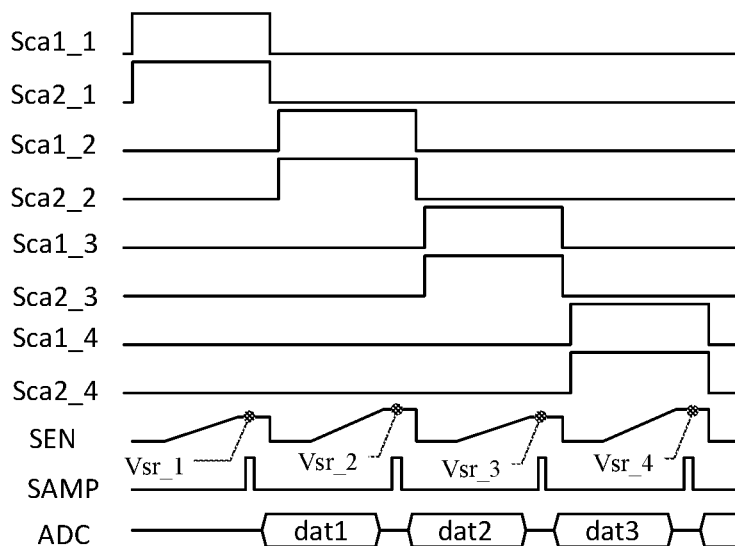 Sca1_1
Sca2_1
Sca1_2
Sca2_2
Sca1_3
Sca2_3
Sca1_4
Sca2_4
SEN
Vsr_1
Vsr_2
Vsr_3
Vsr_4
SAMP
ADC
dat1
dat2
dat3